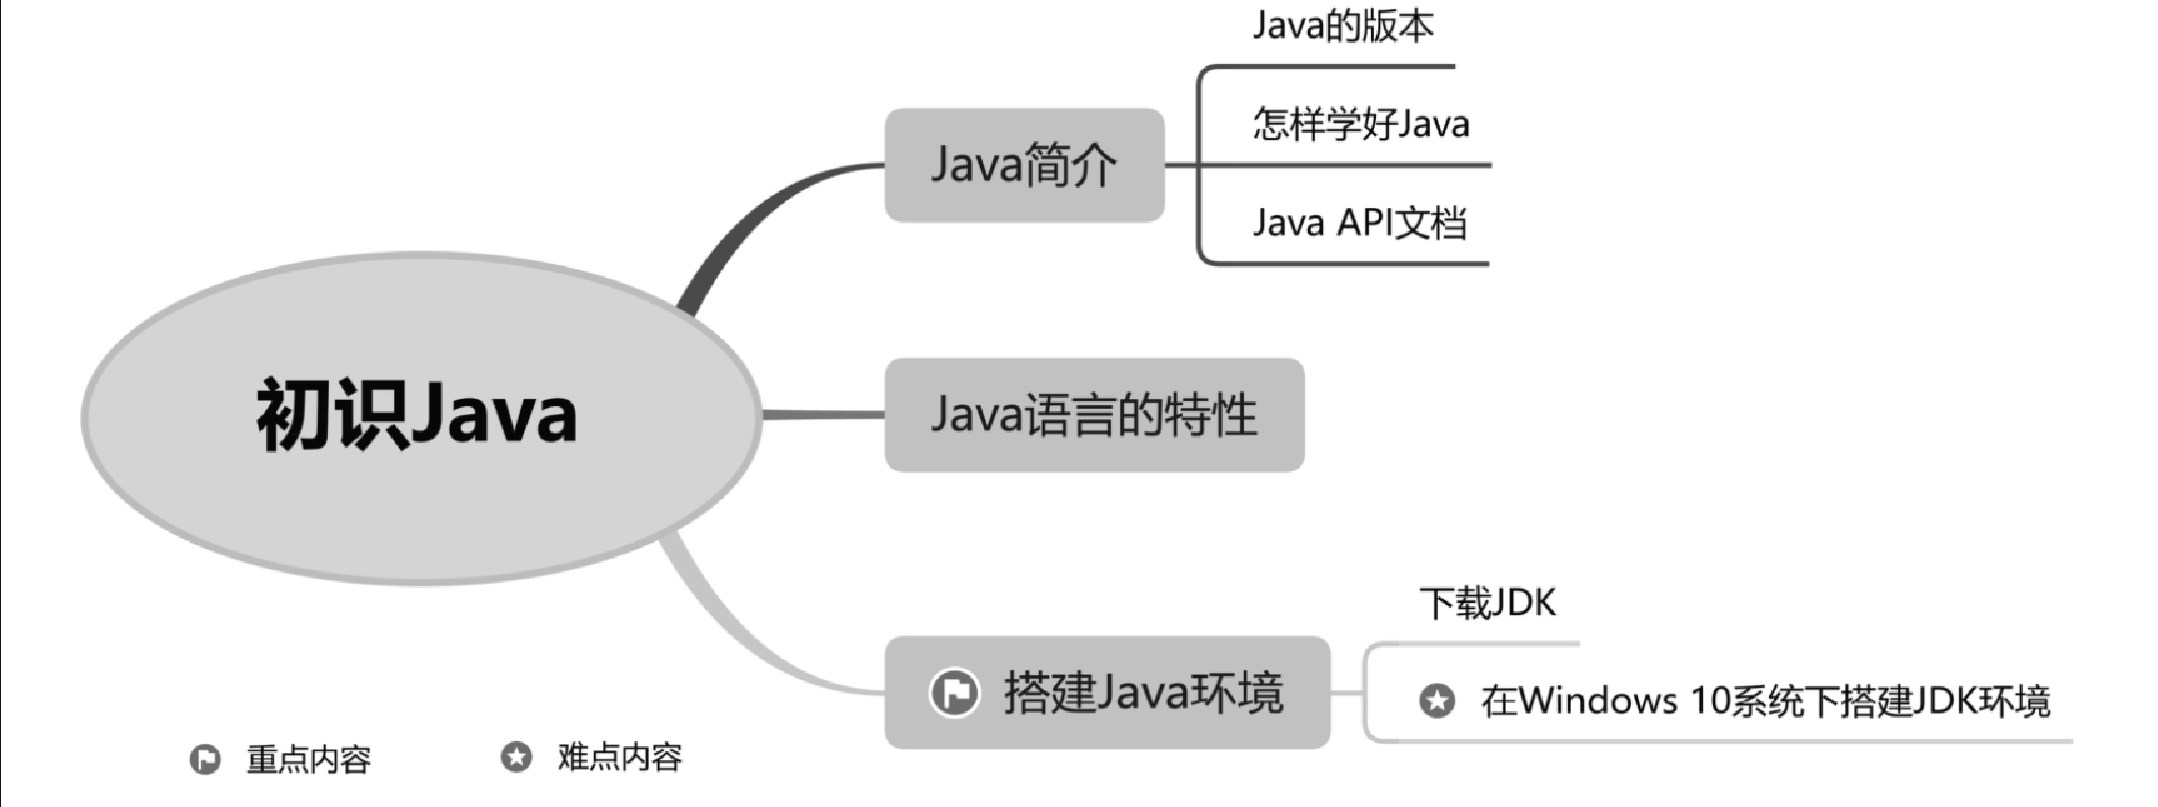 初识Java
Java简介
Java的版本
怎样学好Java
Java API文档
Java语言的特性
搭建Java环境
下载JDK
在Windows 10系统下搭建JDK环境
重点内容
难点内容